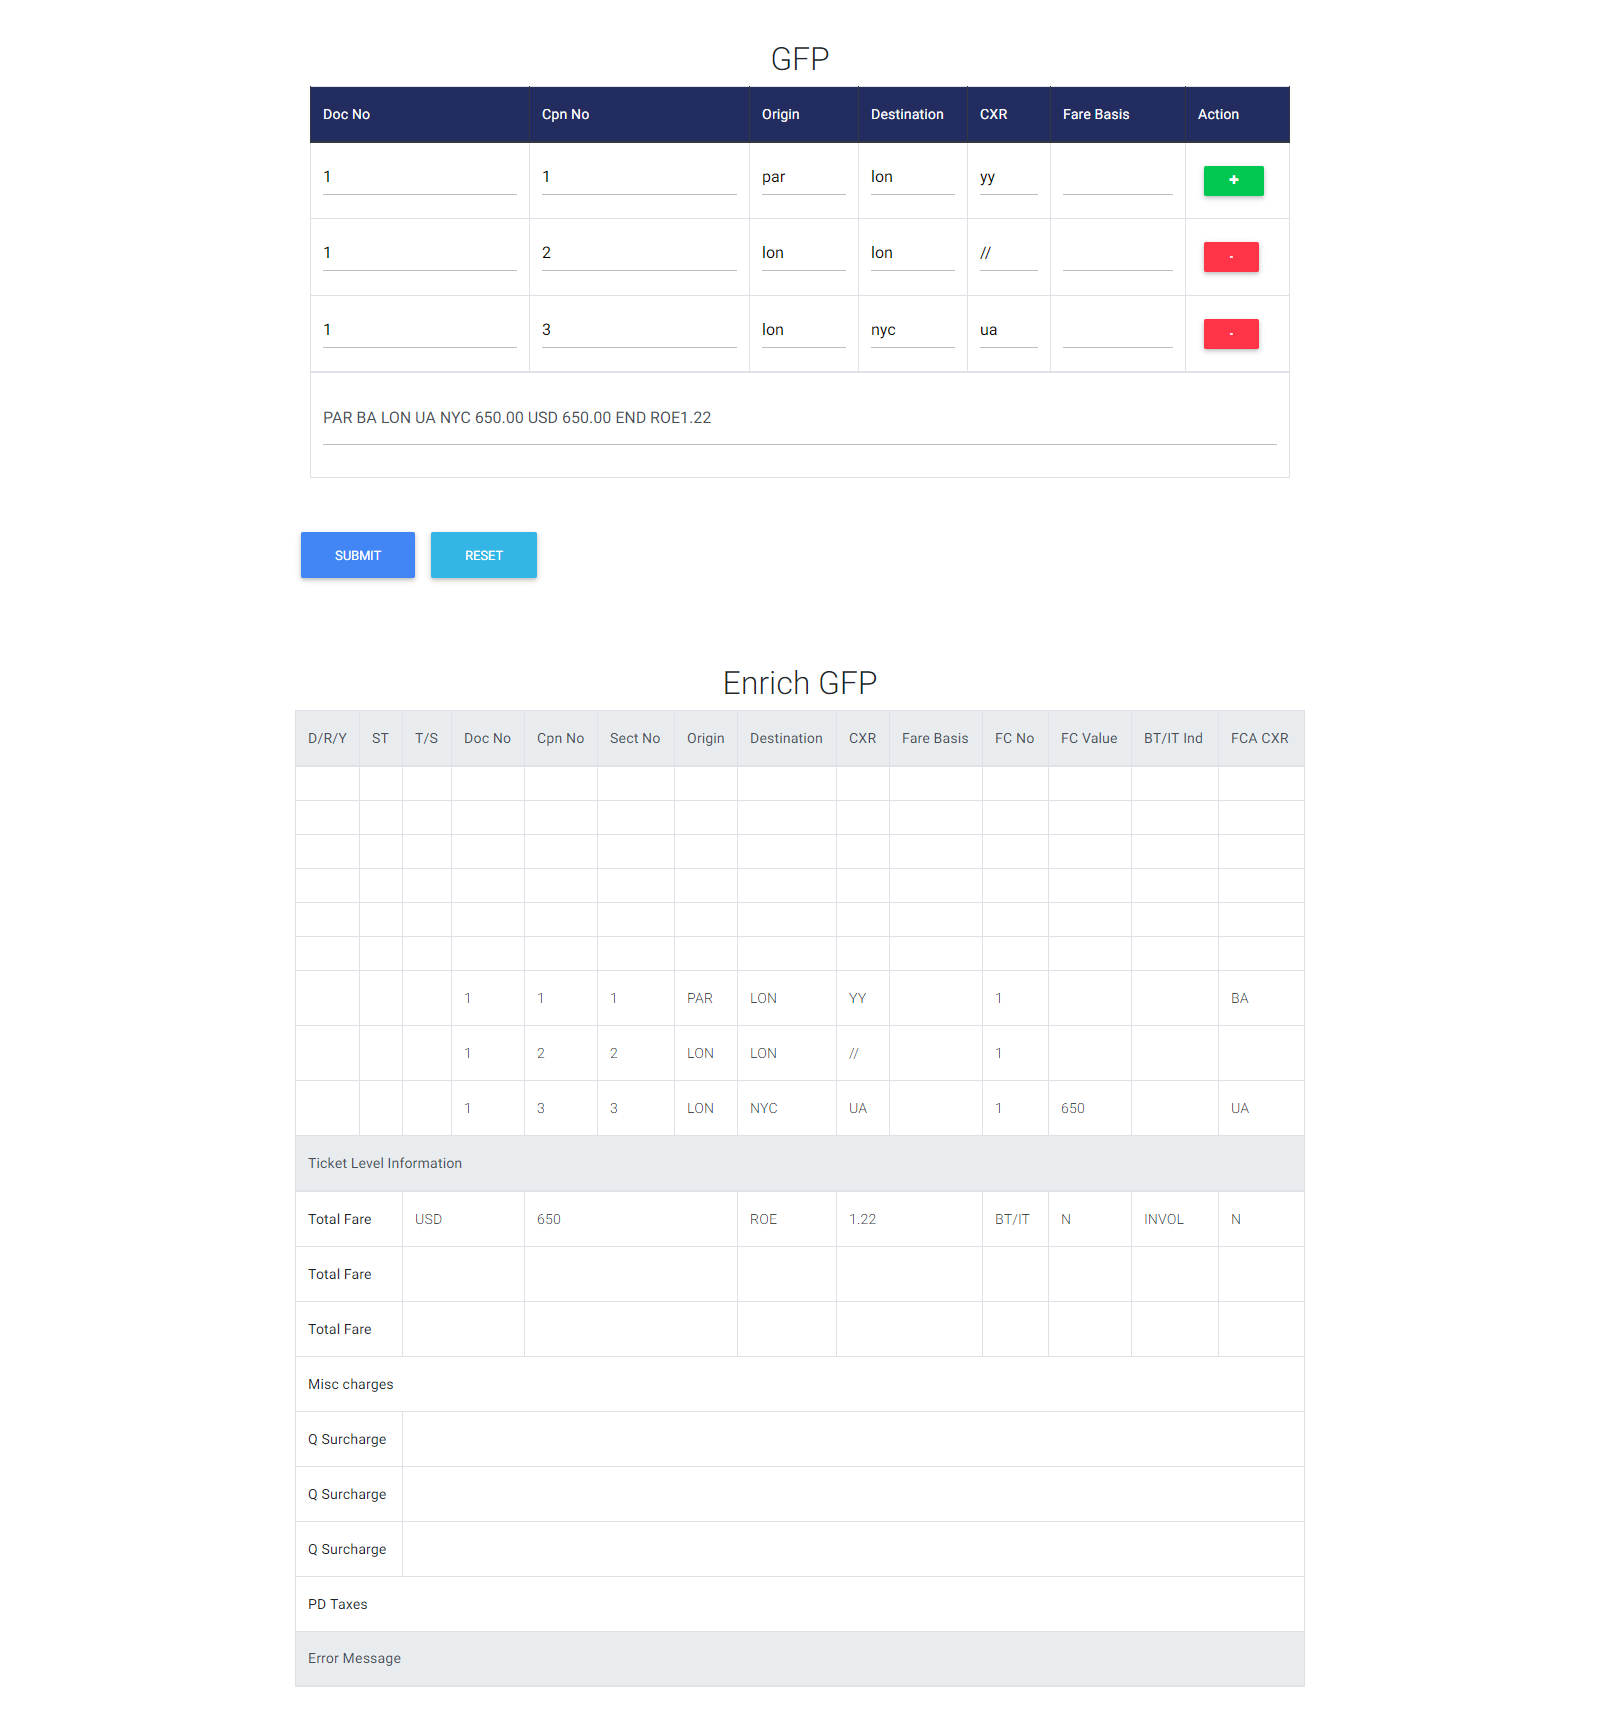 GFP
Doc No Cpn No Origin Destination CXR Fare Basis Action
1 1 par lon yy +
1 2 lon lon // -
1 3 lon nyc ua -
PAR BA LON UA NYC 650.00 USD 650.00 END ROE1.22
SUBMIT RESET
Enrich GFP
D/R/Y ST T/S Doc No Cpn No Sect No Origin Destination CXR Fare Basis FC No FC Value BT/IT Ind FCA CXR
1 1 1 PAR LON YY 1 BA
1 2 2 LON LON // 1
1 3 3 LON NYC UA 1 650 UA
Ticket Level Information
Total Fare USD 650 ROE 1.22 BT/IT N INVOL N
Total Fare
Total Fare
Misc charges
Q Surcharge
Q Surcharge
Q Surcharge
PD Taxes
Error Message